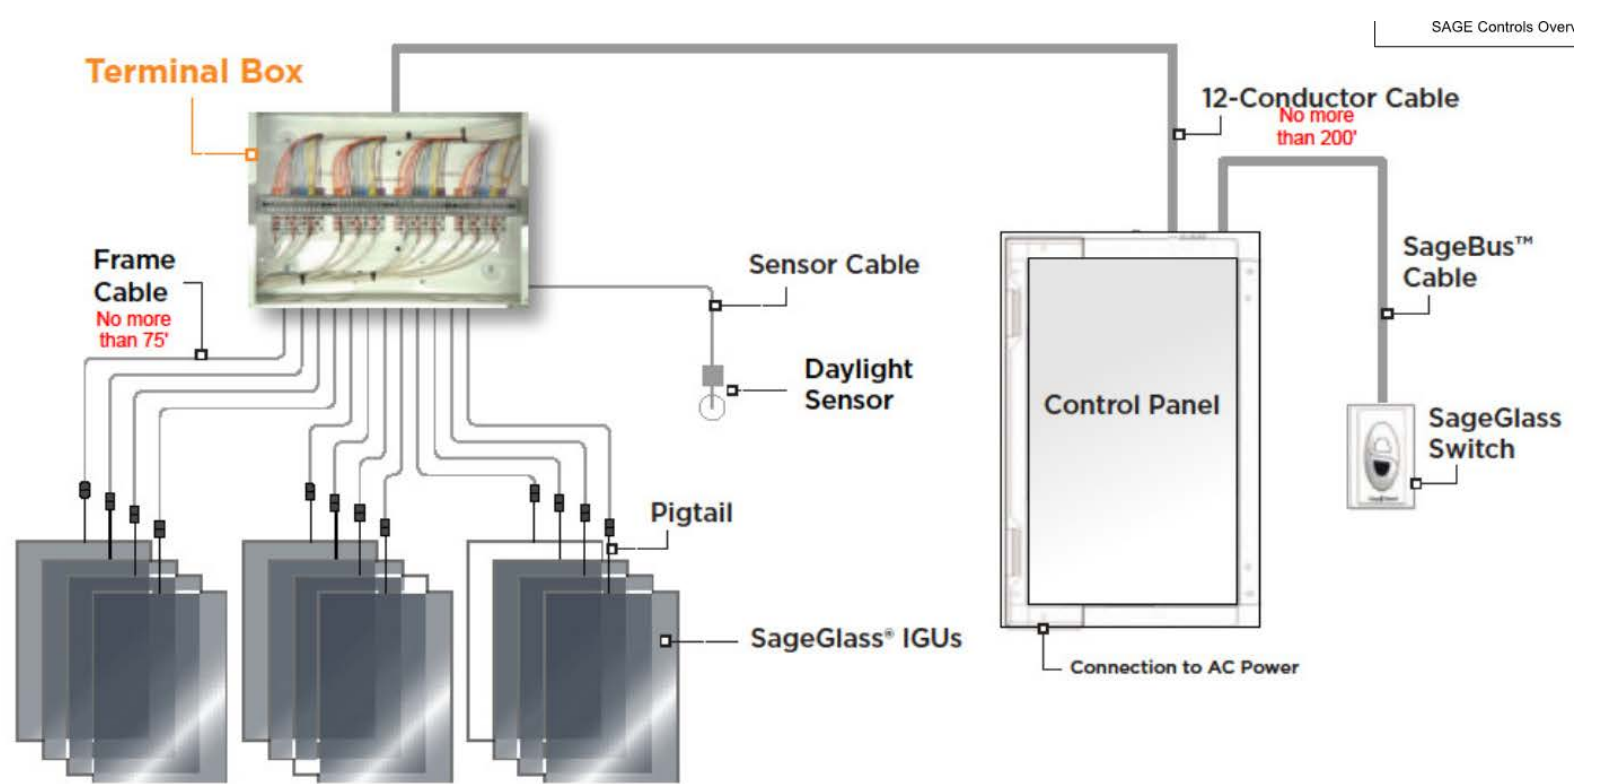 SAGE Controls Over
Terminal Box
12-Conductor Cable
No more
than 200'
Frame
Cable
No more
than 75'
Sensor Cable
SageBus™
Cable
Daylight
Sensor
Control Panel
SageGlass
Switch
Pigtail
SageGlass® IGUs
Connection to AC Power